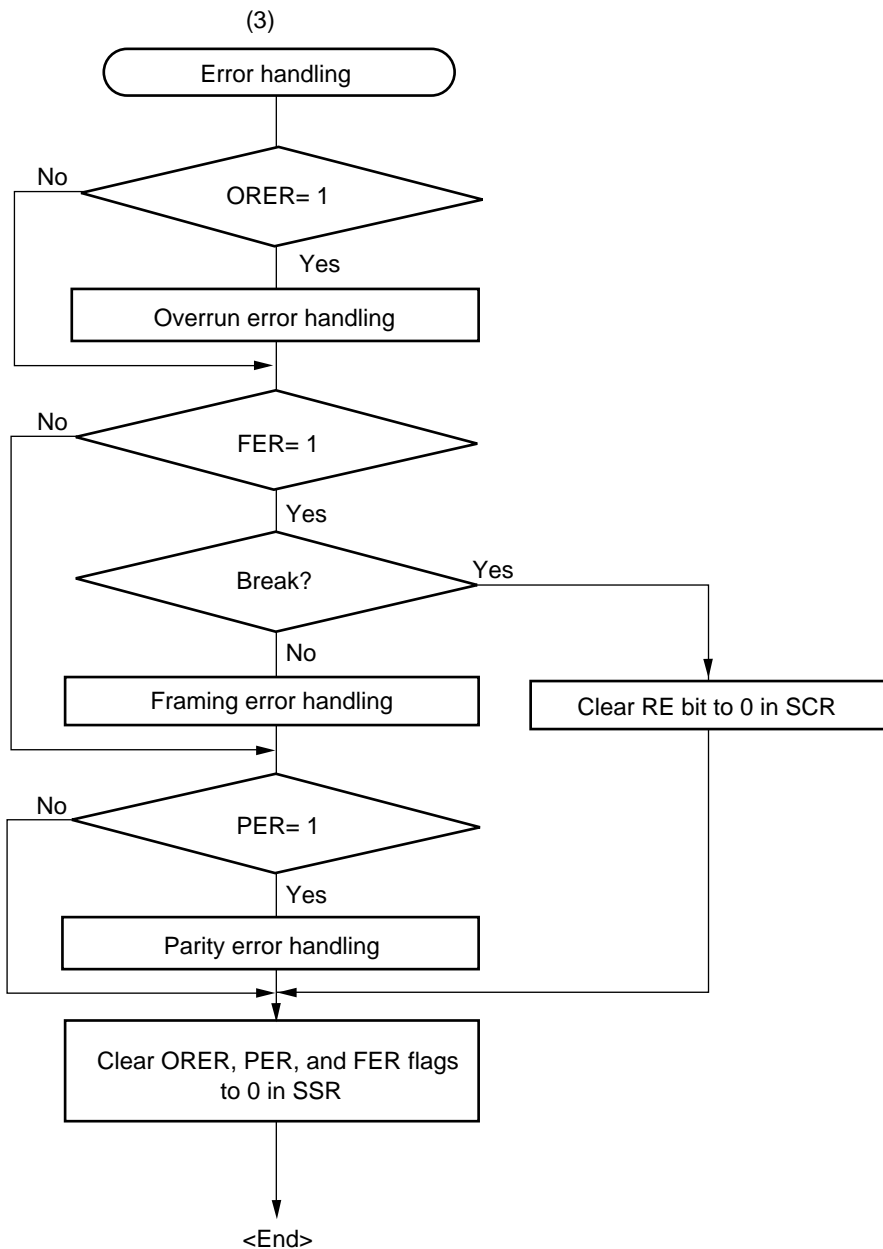 (3)
Error handling
No
ORER= 1
Yes
Overrun error handling
No
FER= 1
Yes
Break?
Yes
No
Framing error handling
Clear RE bit to 0 in SCR
No
PER= 1
Yes
Parity error handling
Clear ORER, PER, and FER flags
to 0 in SSR
<End>